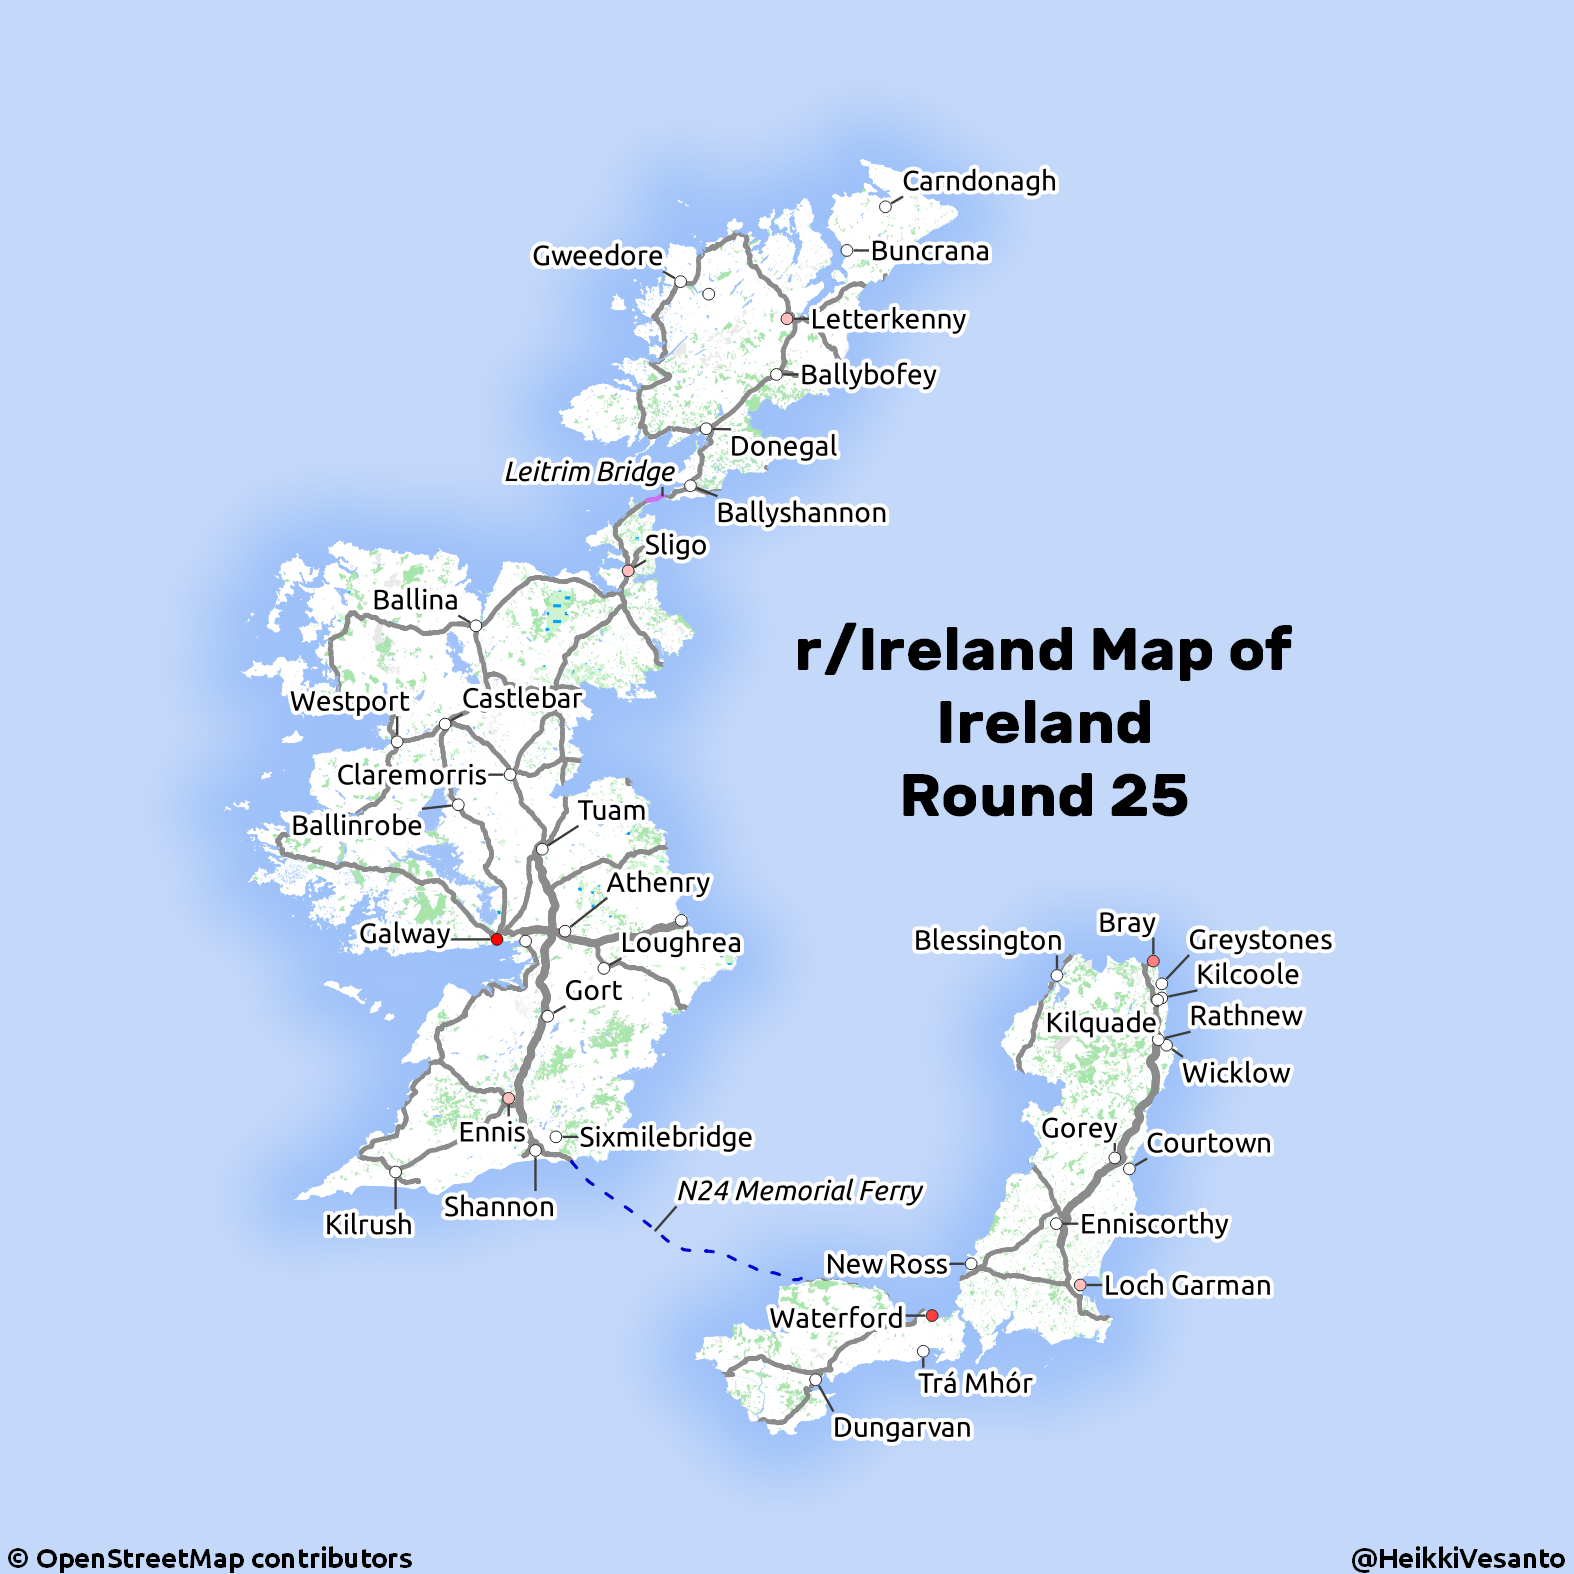 Carndonagh
Gweedore
Buncrana
Letterkenny
Ballybofey
Donegal
Leitrim Bridge
Ballyshannon
Sligo
Ballina
r/Ireland Map of
Ireland
Round 25
Westport
Castlebar
Claremorris
Tuam
Ballinrobe
Athenry
Galway
Loughrea
Gort
Bray
Blessington
Greystones
Kilcoole
Kilquade
Rathnew
Wicklow
Ennis
Sixmilebridge
Gorey
Courtown
Shannon
N24 Memorial Ferry
Kilrush
Enniscorthy
New Ross
Loch Garman
Waterford
Trá Mhór
Dungarvan
© OpenStreetMap contributors
@HeikkiVesanto